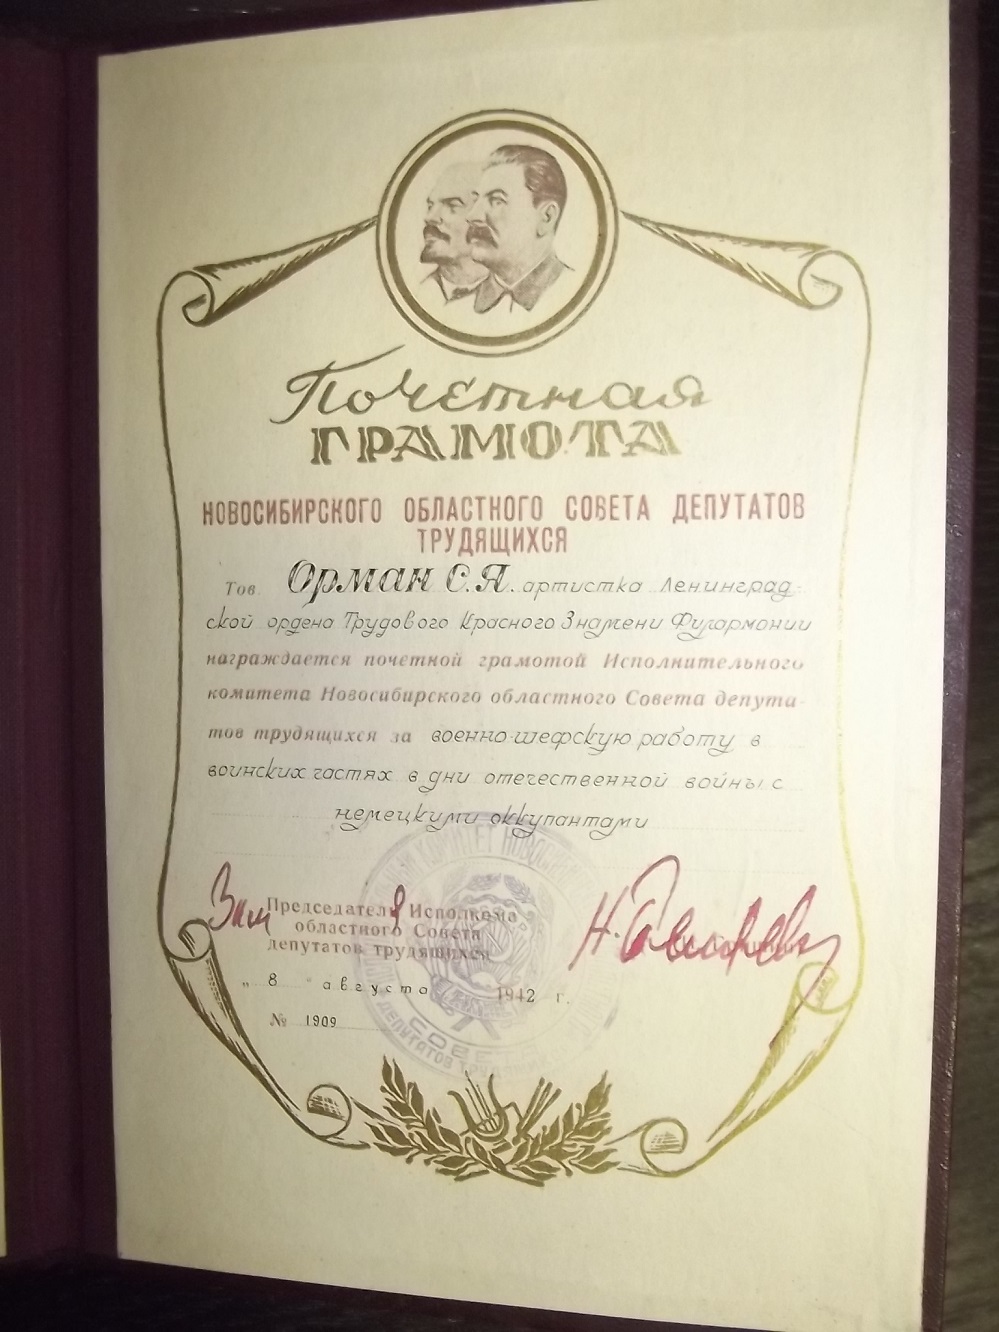 Почётная
ГРАМОТА
НОВОСИБИРСКОГО ОБЛАСТНОГО СОВЕТА ДЕПУТАТОВ
ТРУДЯЩИХСЯ
Тов. Орман С.Я. артистка Ленинград-
ской ордена Трудового Красного Знамени Филармонии
награждается почетной грамотой Исполнительного
комитета Новосибирского областного Совета депута-
тов трудящихся за военно-шефскую работу в
воинских частях в дни отечественной войны с
немецкими оккупантами
Председателя Исполкома
областного Совета
депутатов трудящихся
„ 8 " августа 1942 г.
№ 1909